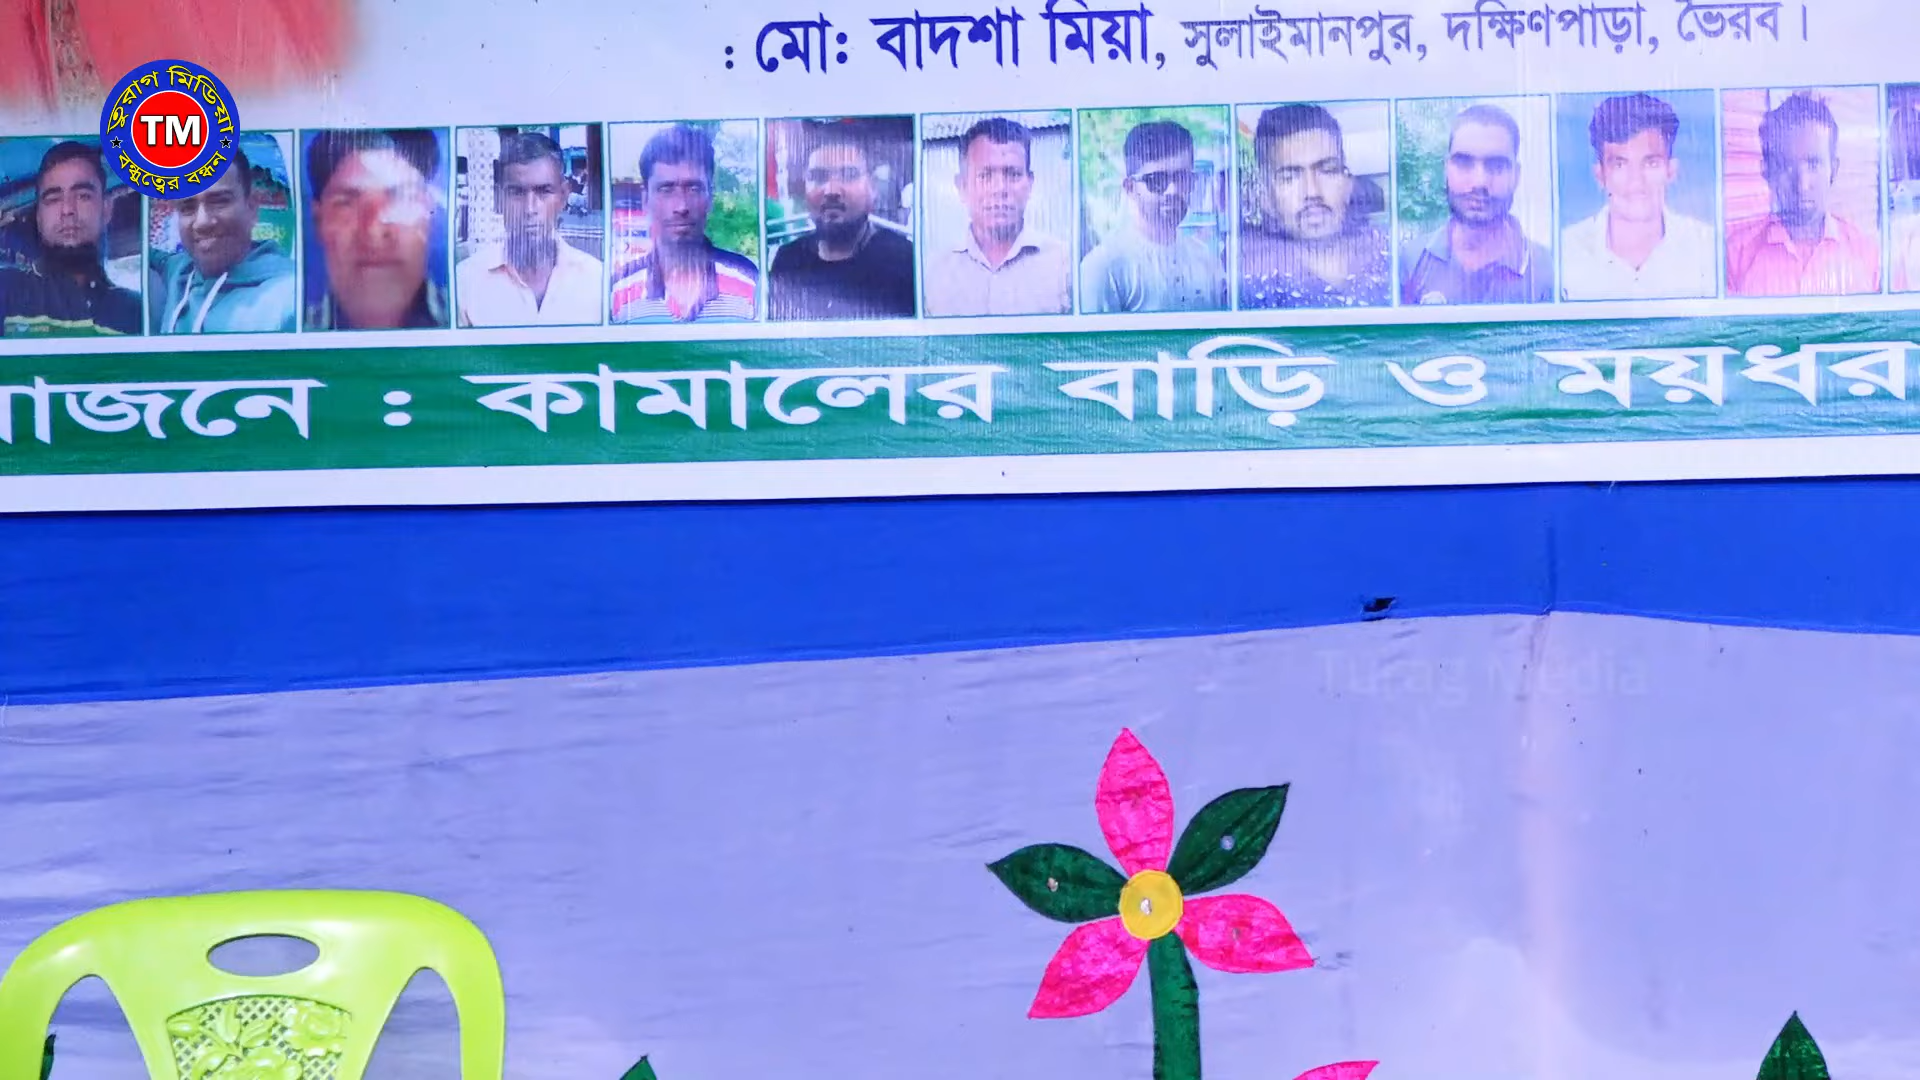 : মো: বাদশা মিয়া, সুলাইমানপুর, দক্ষিণপাড়া, ভৈরব।
তুরাগ মিডিয়া
TM
বন্ধুত্বের বন্ধন
াজনে : কামালের বাড়ি ও ময়ধর
Turag Media